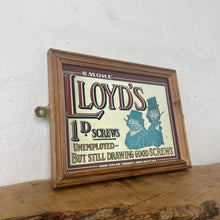 SMOKE
LLOYD'S
1D SCREWS
UNEMPLOYED—
BUT STILL DRAWING GOOD SCREWS